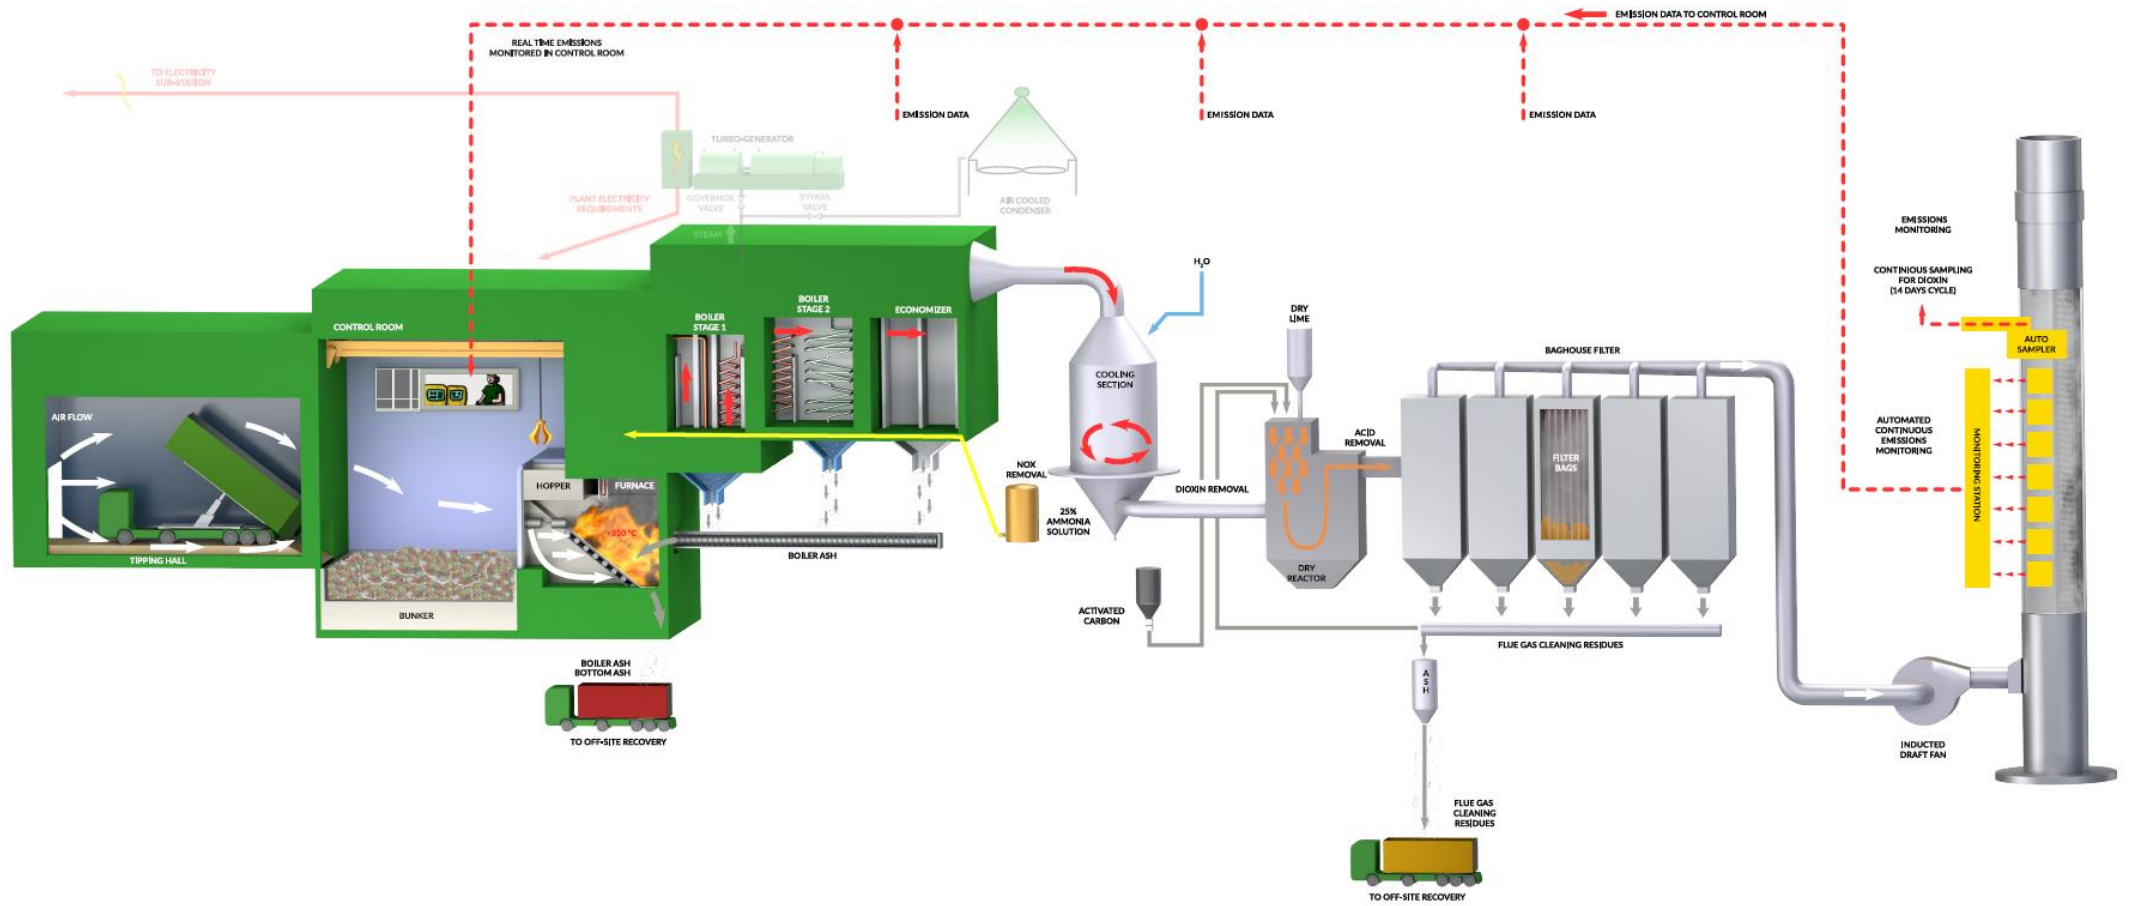 EMISSION DATA TO CONTROL ROOM
REAL TIME EMISSIONS
MONITORED IN CONTROL ROOM
TO ELECTRICITY
SUB-STATION
EMISSION DATA
EMISSION DATA
EMISSION DATA
TURBO-GENERATOR
PLANT ELECTRICITY
REQUIREMENTS
GOVERNOR
VALVE
BYPASS
VALVE
AIR COOLED
CONDENSER
STEAM
EMISSIONS
MONITORING
CONTINIOUS SAMPLING
FOR DIOXIN
(14 DAYS CYCLE)
H₂O
CONTROL ROOM
BOILER
STAGE 1
BOILER
STAGE 2
ECONOMIZER
DRY
LIME
BAGHOUSE FILTER
AUTO
SAMPLER
COOLING
SECTION
AIR FLOW
ACID
REMOVAL
AUTOMATED
CONTINUOUS
EMISSIONS
MONITORING
MONITORING STATION
FILTER
BAGS
NOX
REMOVAL
HOPPER
FURNACE
DIOXIN REMOVAL
25%
AMMONIA
SOLUTION
+850 °C
BOILER ASH
TIPPING HALL
DRY
REACTOR
BUNKER
ACTIVATED
CARBON
FLUE GAS CLEANING RESIDUES
BOILER ASH
BOTTOM ASH
ASH
TO OFF-SITE RECOVERY
INDUCTED
DRAFT FAN
FLUE GAS
CLEANING
RESIDUES
TO OFF-SITE RECOVERY